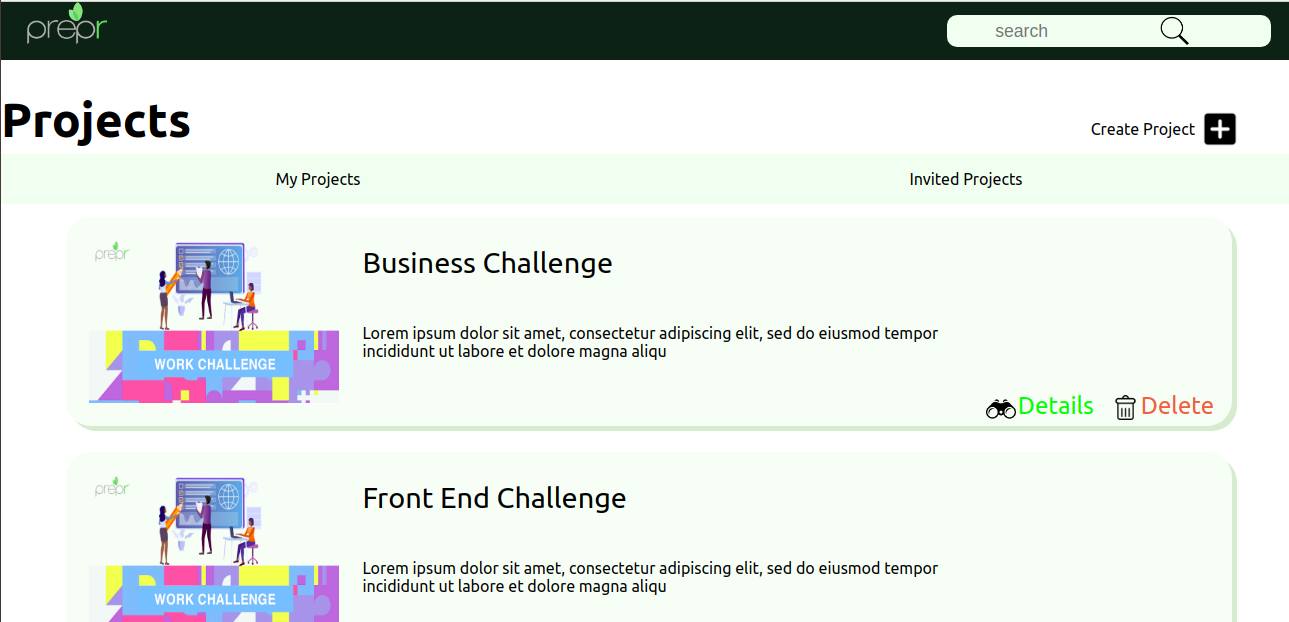 prepr
search
Projects
Create Project
My Projects
Invited Projects
prepr
WORK CHALLENGE
Business Challenge
Lorem ipsum dolor sit amet, consectetur adipiscing elit, sed do eiusmod tempor
incididunt ut labore et dolore magna aliqu
Details
Delete
prepr
WORK CHALLENGE
Front End Challenge
Lorem ipsum dolor sit amet, consectetur adipiscing elit, sed do eiusmod tempor
incididunt ut labore et dolore magna aliqu